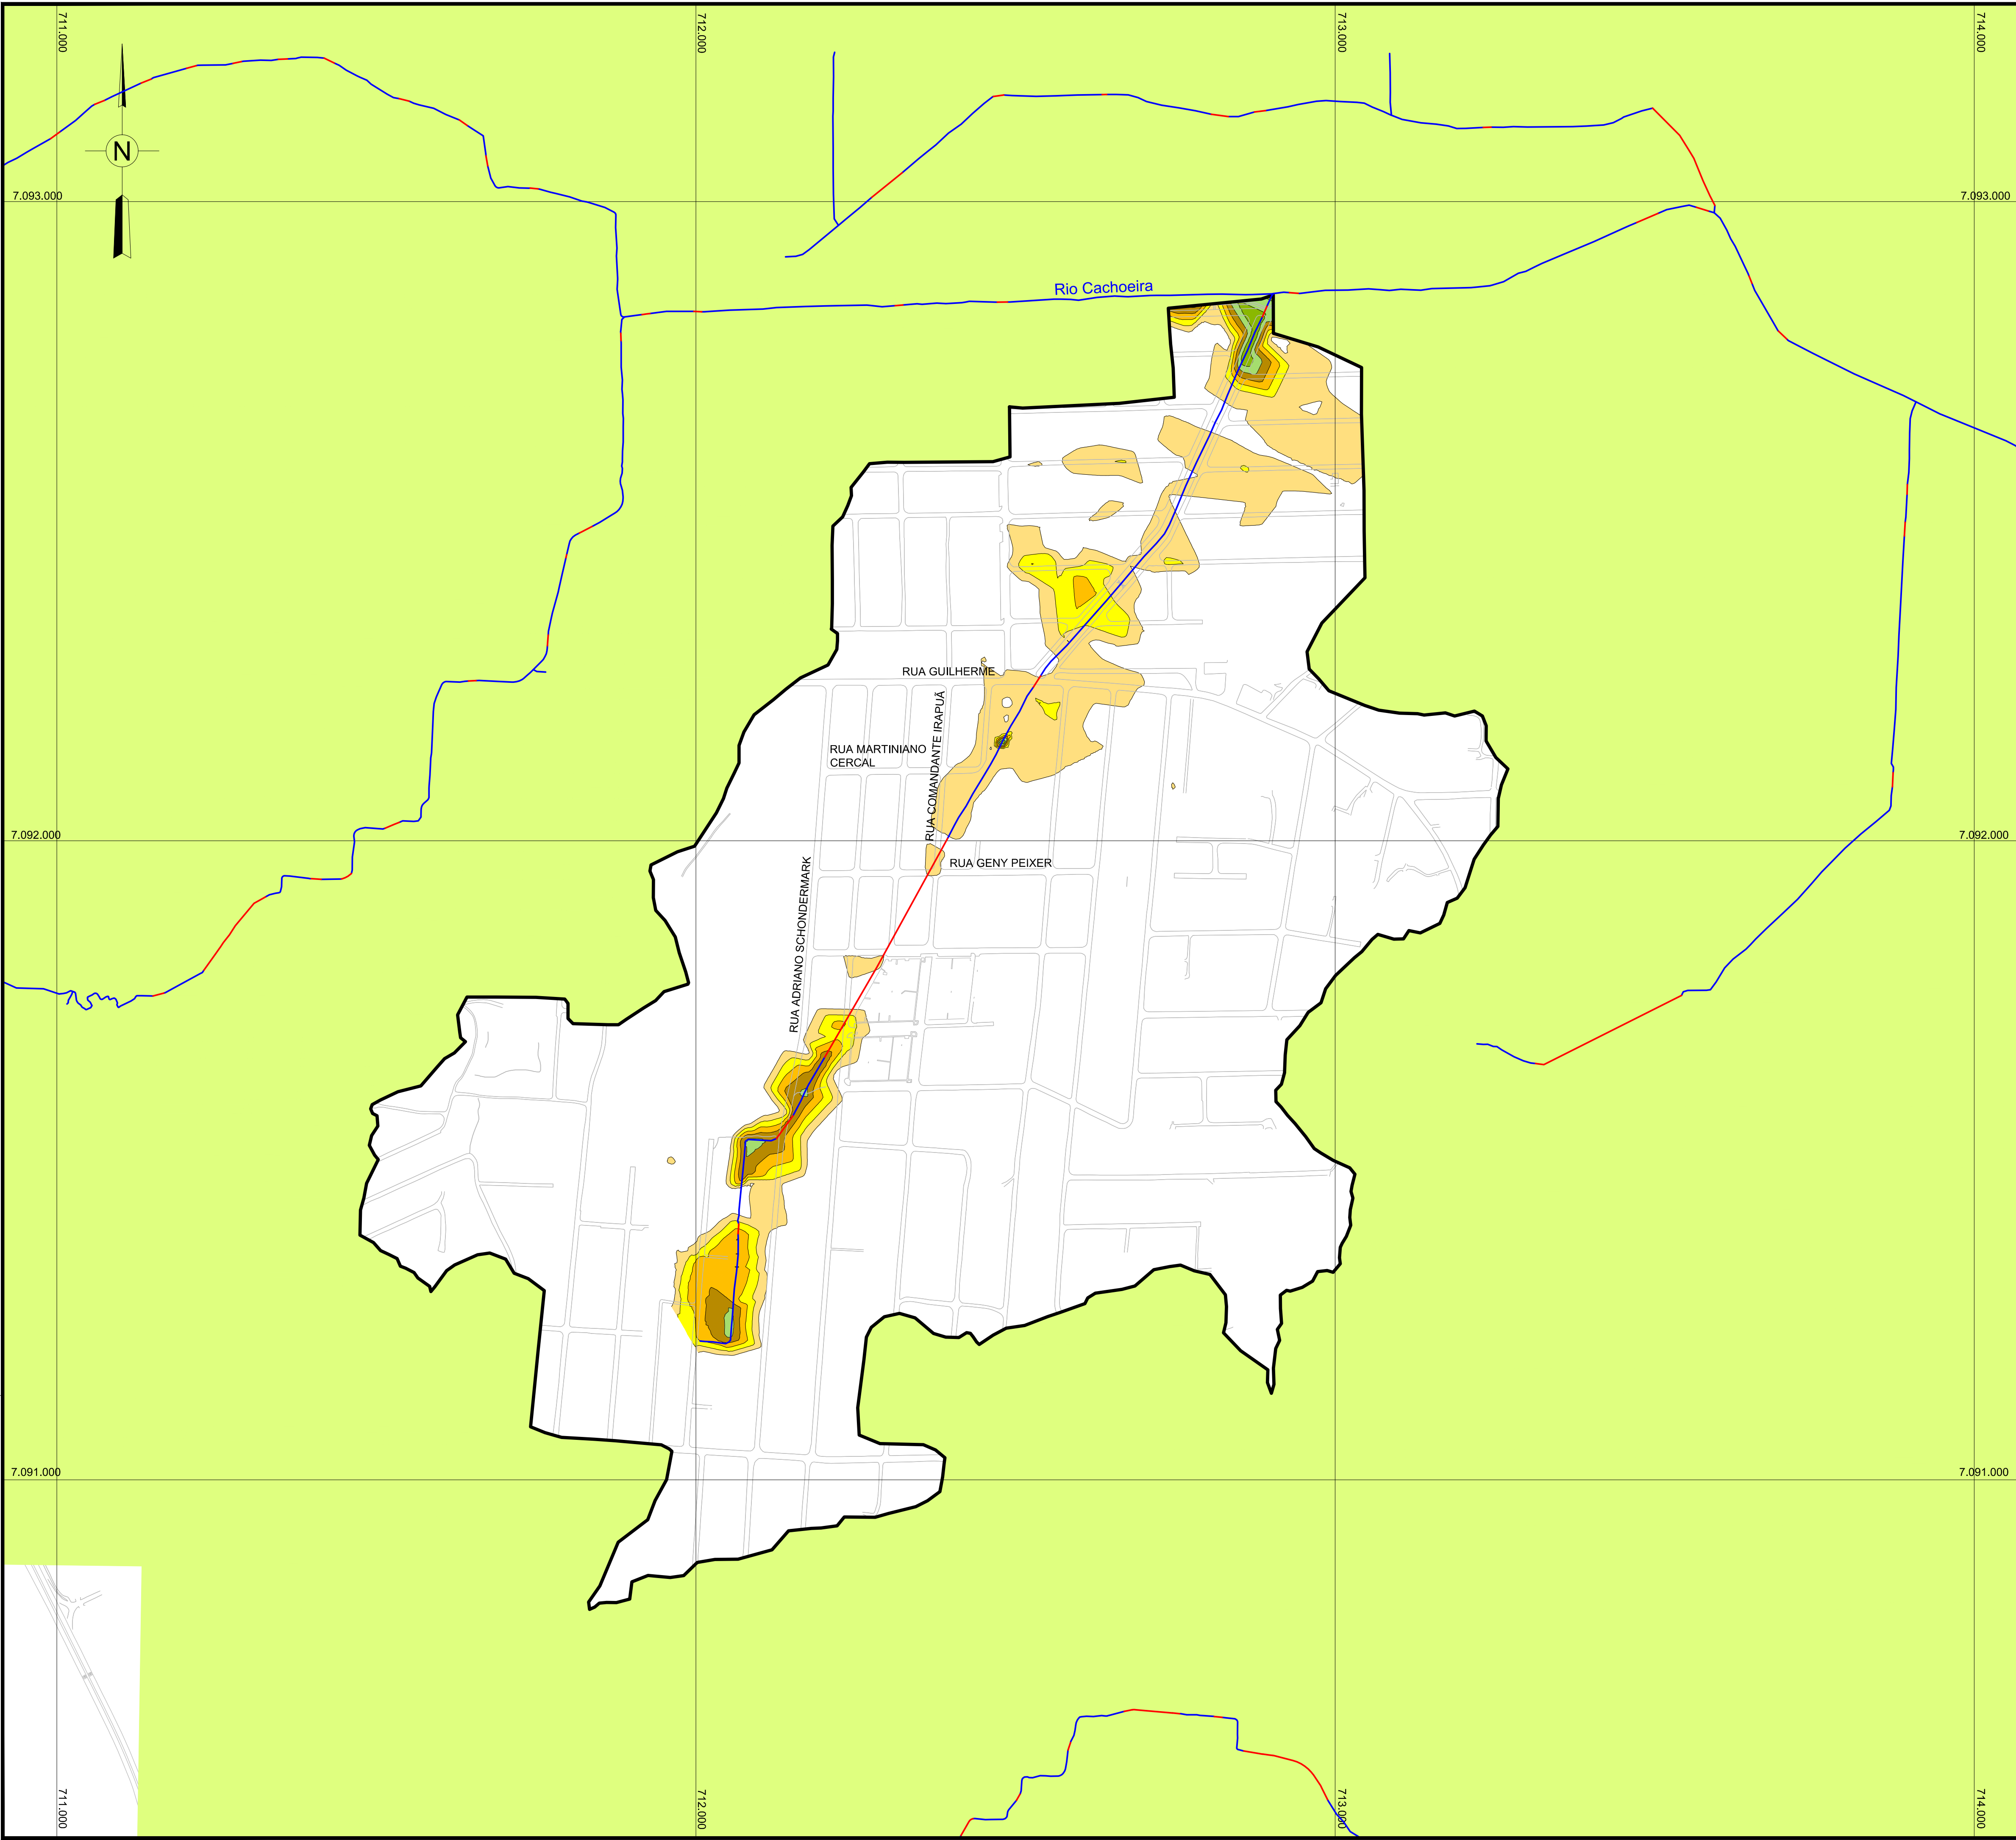 711.000
712.000
713.000
714.000
N
7.093.000
7.093.000
Rio Cachoeira
RUA GUILHERME
RUA COMANDANTE IRAPUÃ
RUA MARTINIANO
CERCAL
7.092.000
7.092.000
RUA GENY PEIXER
RUA ADRIANO SCHONDERMARK
7.091.000
7.091.000
711.000
712.000
713.000
714.000